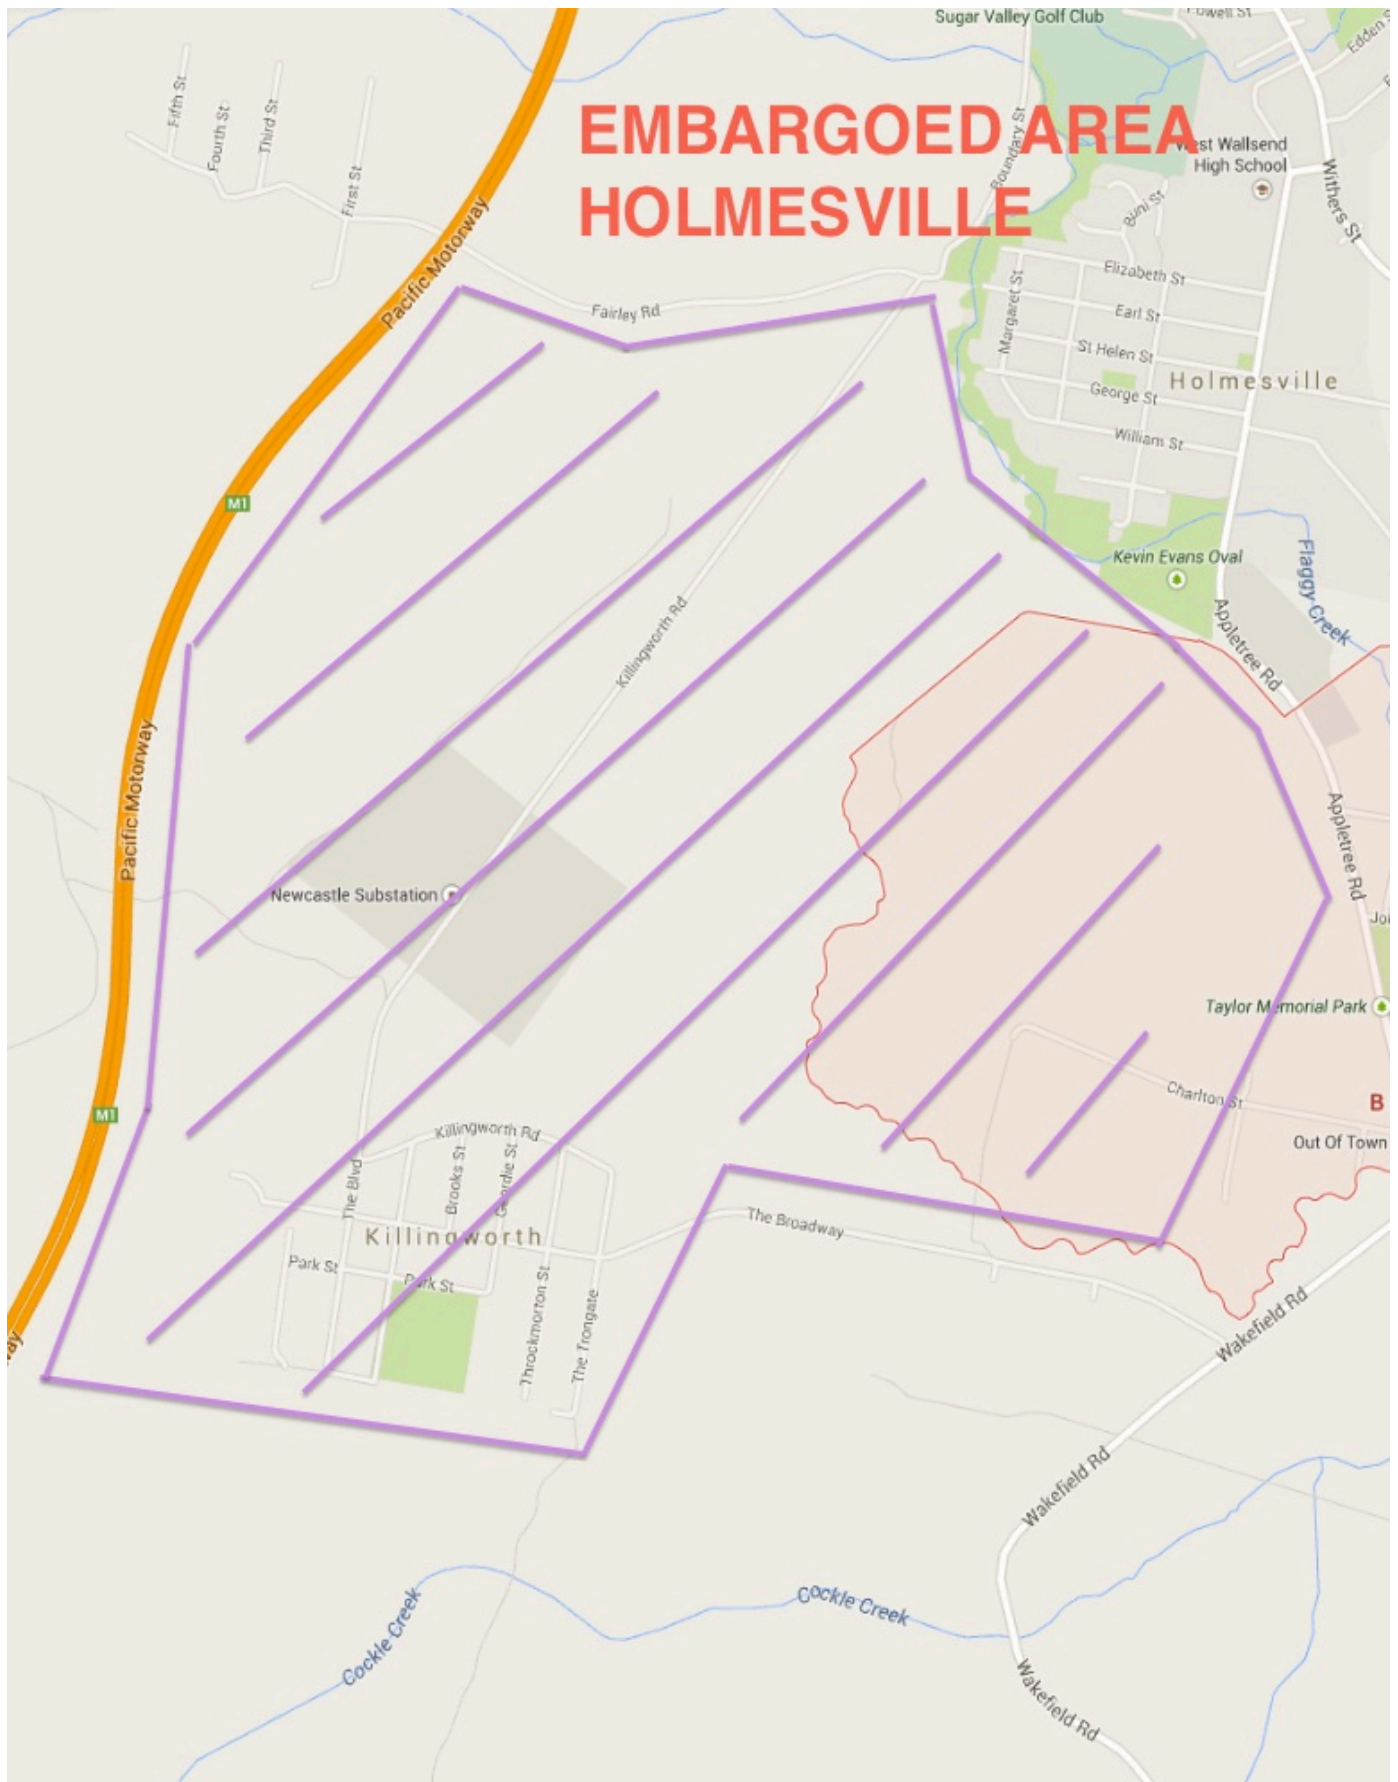 Sugar Valley Golf Club
Powell St
Fifth St
Fourth St
Third St
First St
EMBARGOED AREA
HOLMESVILLE
Boundary St
West Wallsend
High School
Withers St
Buni St
Pacific Motorway
Fairley Rd
Elizabeth St
Margaret St
Earl St
St Helen St
Holmesville
George St
William St
M1
Kevin Evans Oval
Flaggy Creek
Appletree Rd
Killingworth Rd
Pacific Motorway
Appletree Rd
Newcastle Substation
Taylor Memorial Park
Charlton St
B
M1
Out Of Town
Killingworth Rd
The Blvd
Brooks St
Geordie St
Killingworth
The Broadway
Park St
Park St
Throckmorton St
The Trongate
Wakefield Rd
Wakefield Rd
Cockle Creek
Cockle Creek
Wakefield Rd